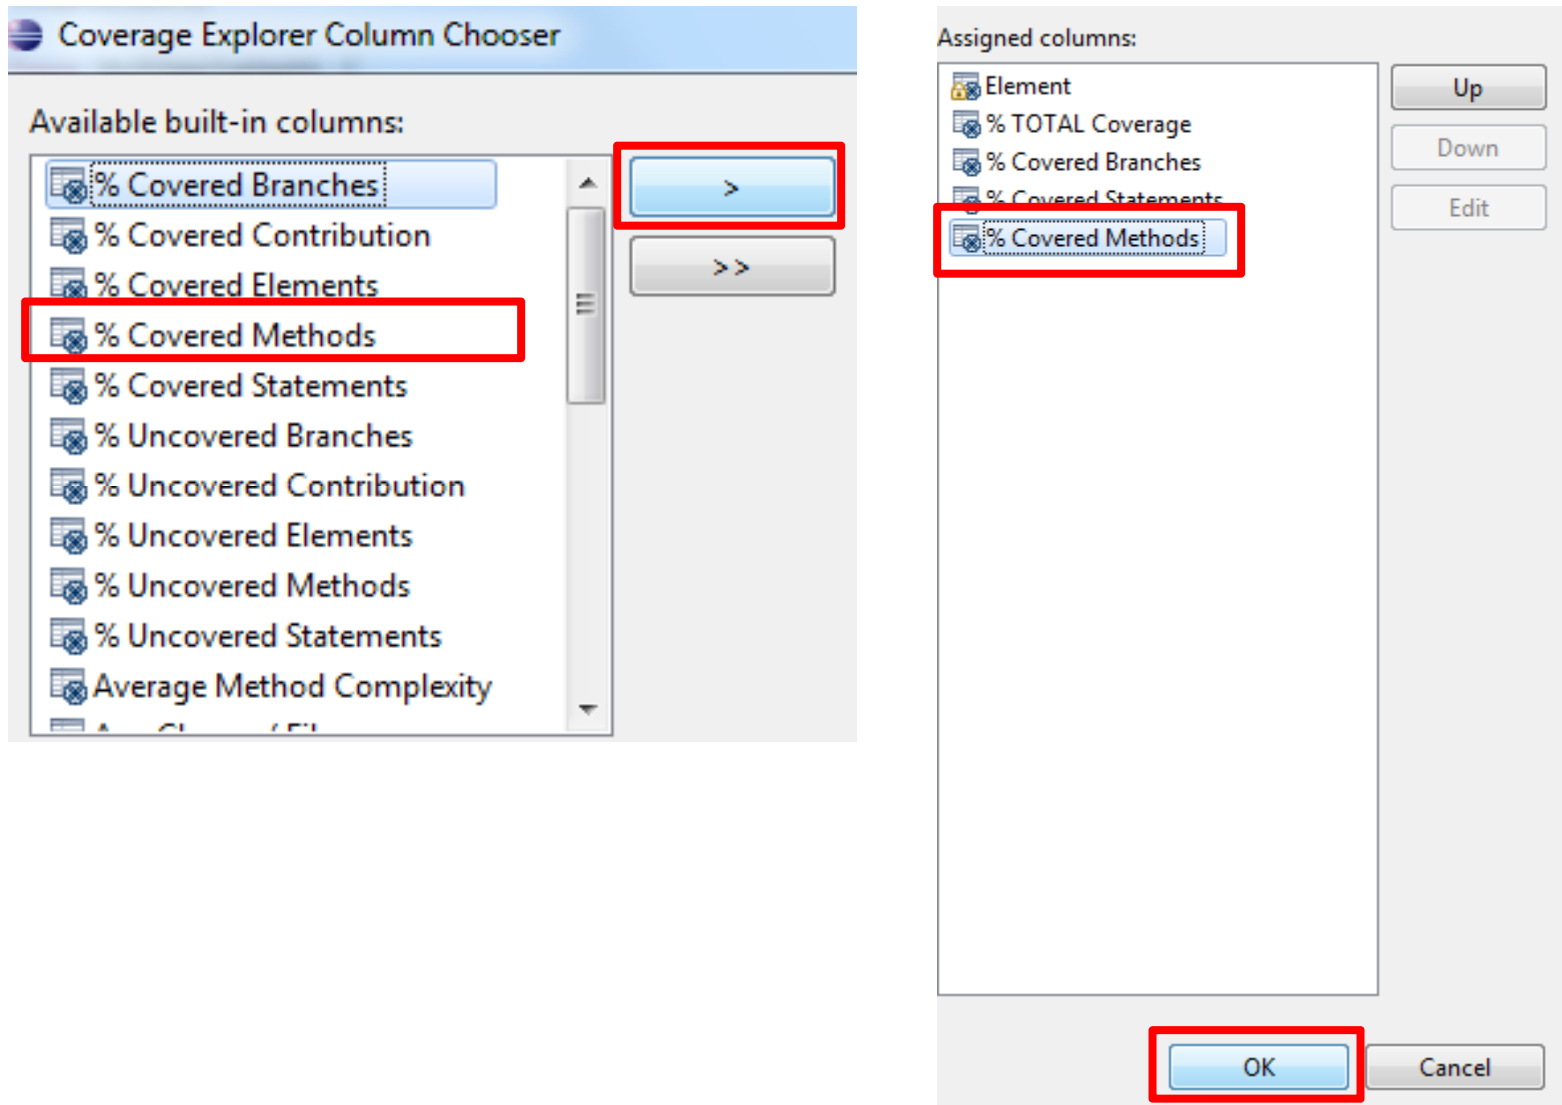 Coverage Explorer Column Chooser
Available built-in columns:
% Covered Branches
% Covered Contribution
% Covered Elements
% Covered Methods
% Covered Statements
% Uncovered Branches
% Uncovered Contribution
% Uncovered Elements
% Uncovered Methods
% Uncovered Statements
Average Method Complexity
>
>>
Assigned columns:
Element
% TOTAL Coverage
% Covered Branches
% Covered Statements
% Covered Methods
Up
Down
Edit
OK
Cancel